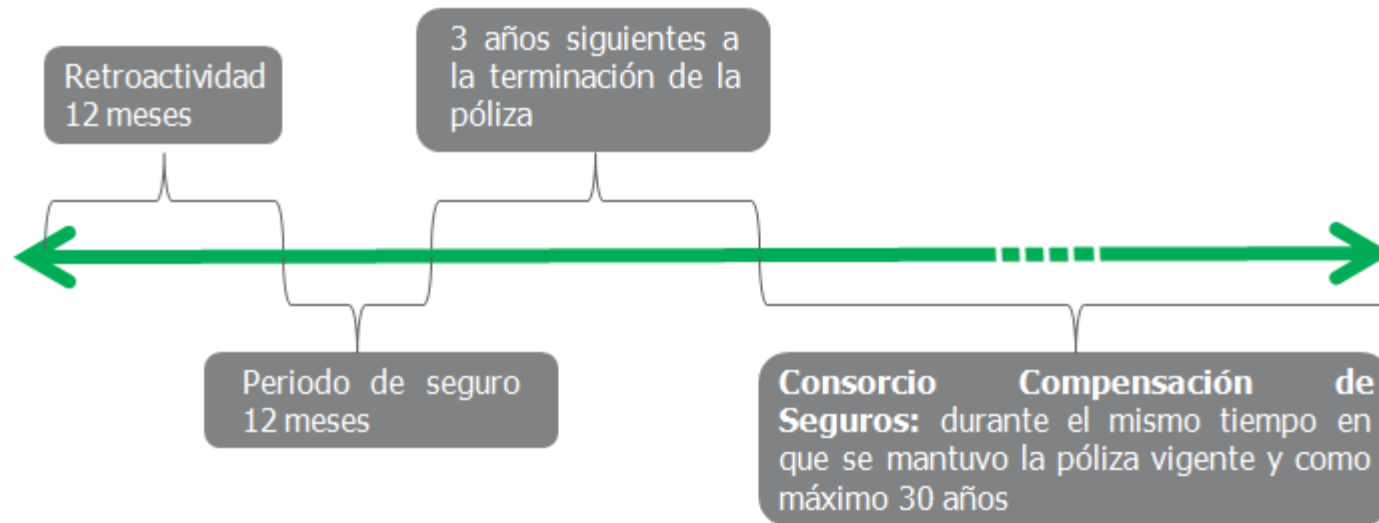 Retroactividad
12 meses
3 años siguientes a
la terminación de la
póliza
Periodo de seguro
12 meses
Consorcio Compensación de
Seguros: durante el mismo tiempo en
que se mantuvo la póliza vigente y como
máximo 30 años